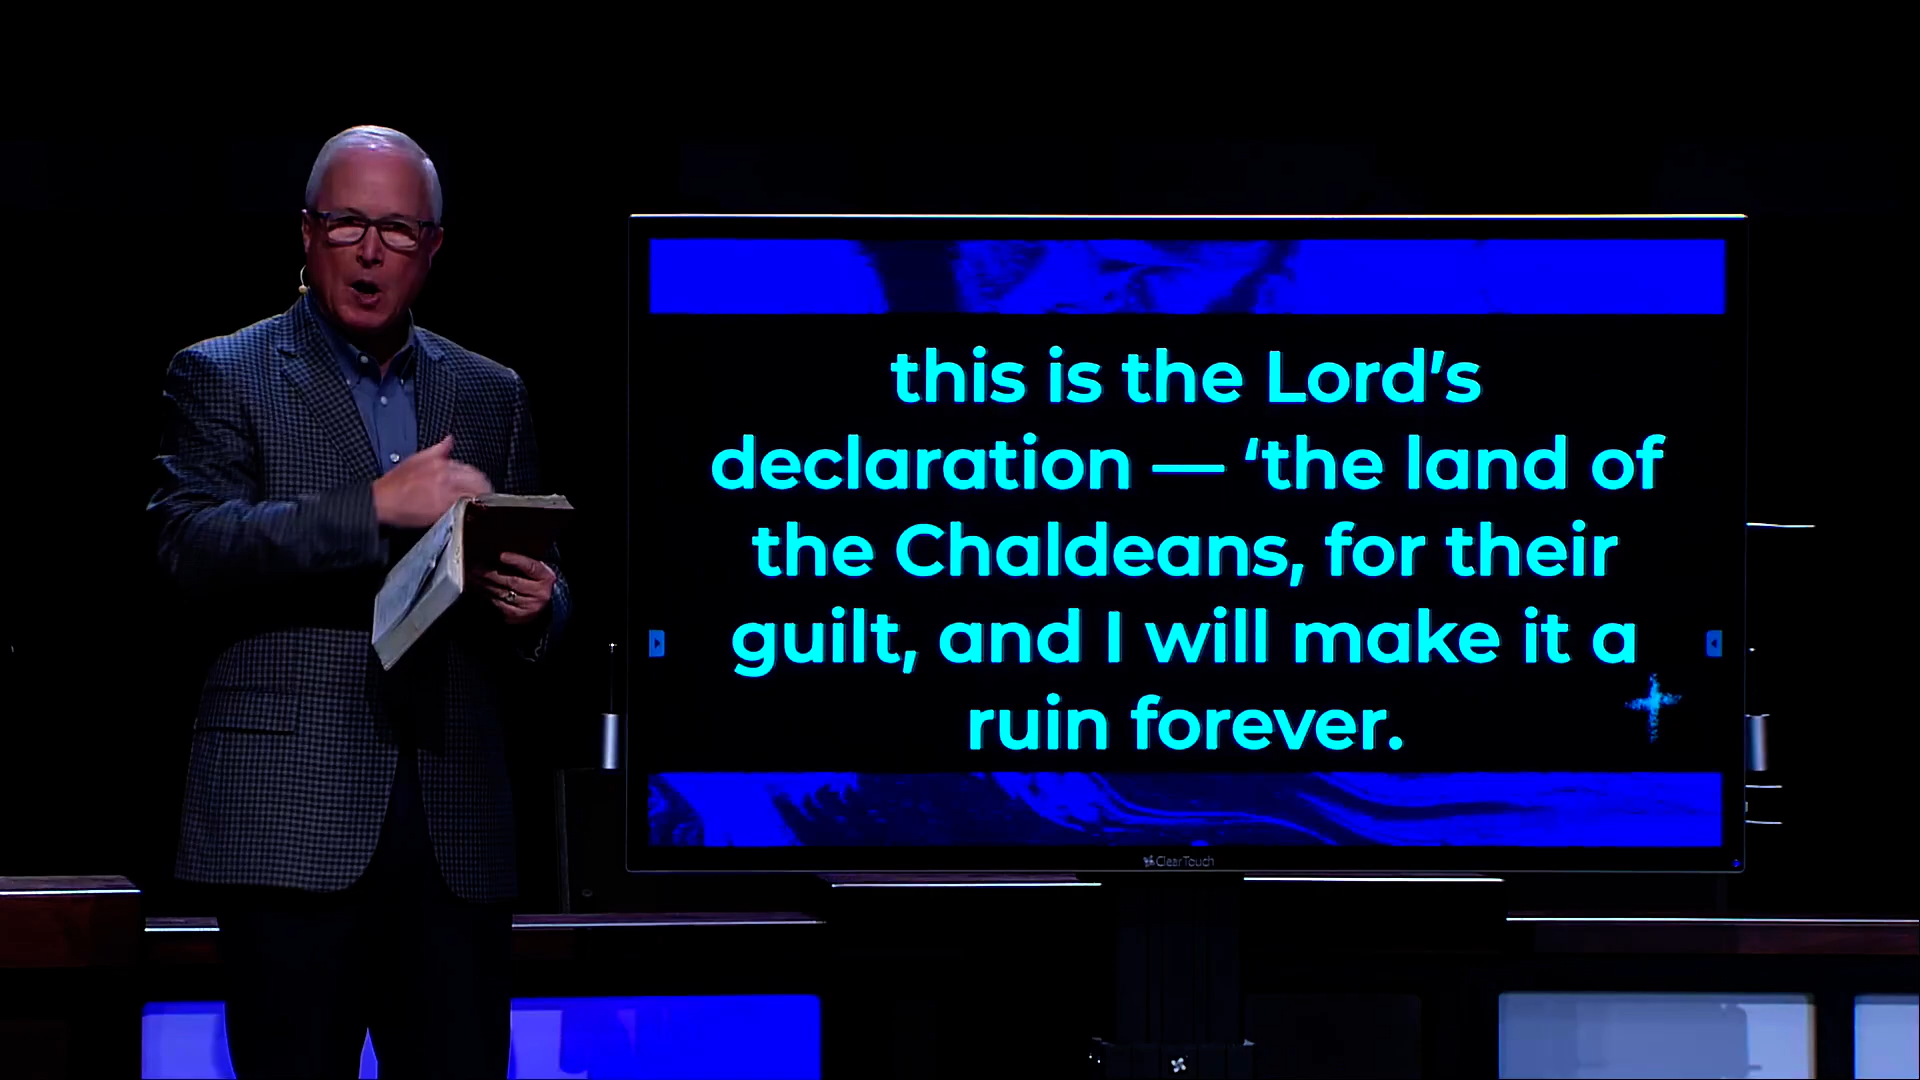 this is the Lord’s
declaration — ‘the land of
the Chaldeans, for their
guilt, and I will make it a
ruin forever.
ClearTouch